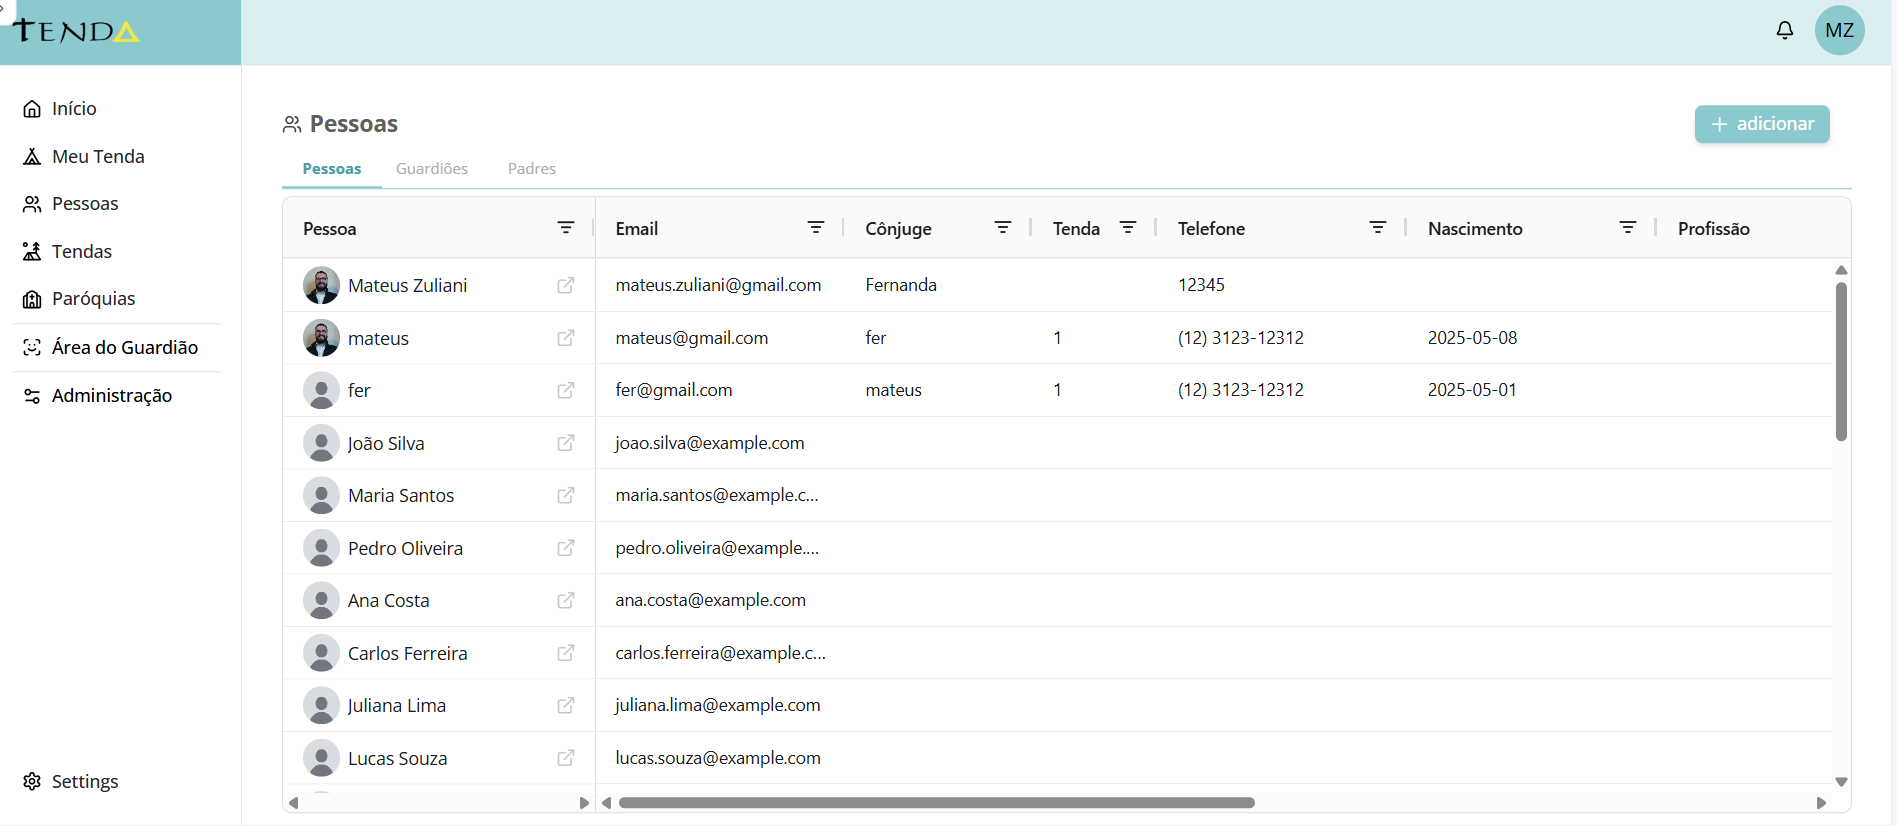 TENDA
MZ
Início
Meu Tenda
Pessoas
Tendas
Paróquias
Área do Guardião
Administração
Settings
Pessoas
+ adicionar
Pessoas Guardiões Padres
Pessoa Email Cônjuge Tenda Telefone Nascimento Profissão
Mateus Zuliani mateus.zuliani@gmail.com Fernanda 12345
mateus mateus@gmail.com fer 1 (12) 3123-12312 2025-05-08
fer fer@gmail.com mateus 1 (12) 3123-12312 2025-05-01
João Silva joao.silva@example.com
Maria Santos maria.santos@example.c...
Pedro Oliveira pedro.oliveira@example....
Ana Costa ana.costa@example.com
Carlos Ferreira carlos.ferreira@example.c...
Juliana Lima juliana.lima@example.com
Lucas Souza lucas.souza@example.com